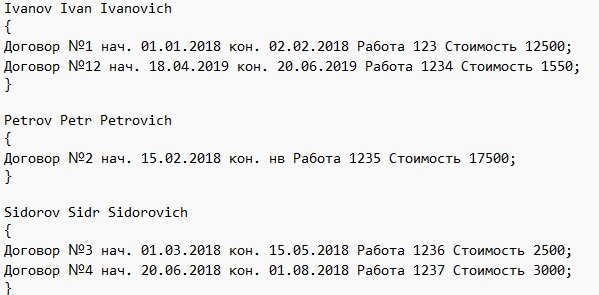 Ivanov Ivan Ivanovich
{
Договор №1 нач. 01.01.2018 кон. 02.02.2018 Работа 123 Стоимость 12500;
Договор №12 нач. 18.04.2019 кон. 20.06.2019 Работа 1234 Стоимость 1550;
}
Petrov Petr Petrovich
{
Договор №2 нач. 15.02.2018 кон. нв Работа 1235 Стоимость 17500;
}
Sidorov Sidr Sidorovich
{
Договор №3 нач. 01.03.2018 кон. 15.05.2018 Работа 1236 Стоимость 2500;
Договор №4 нач. 20.06.2018 кон. 01.08.2018 Работа 1237 Стоимость 3000;
}